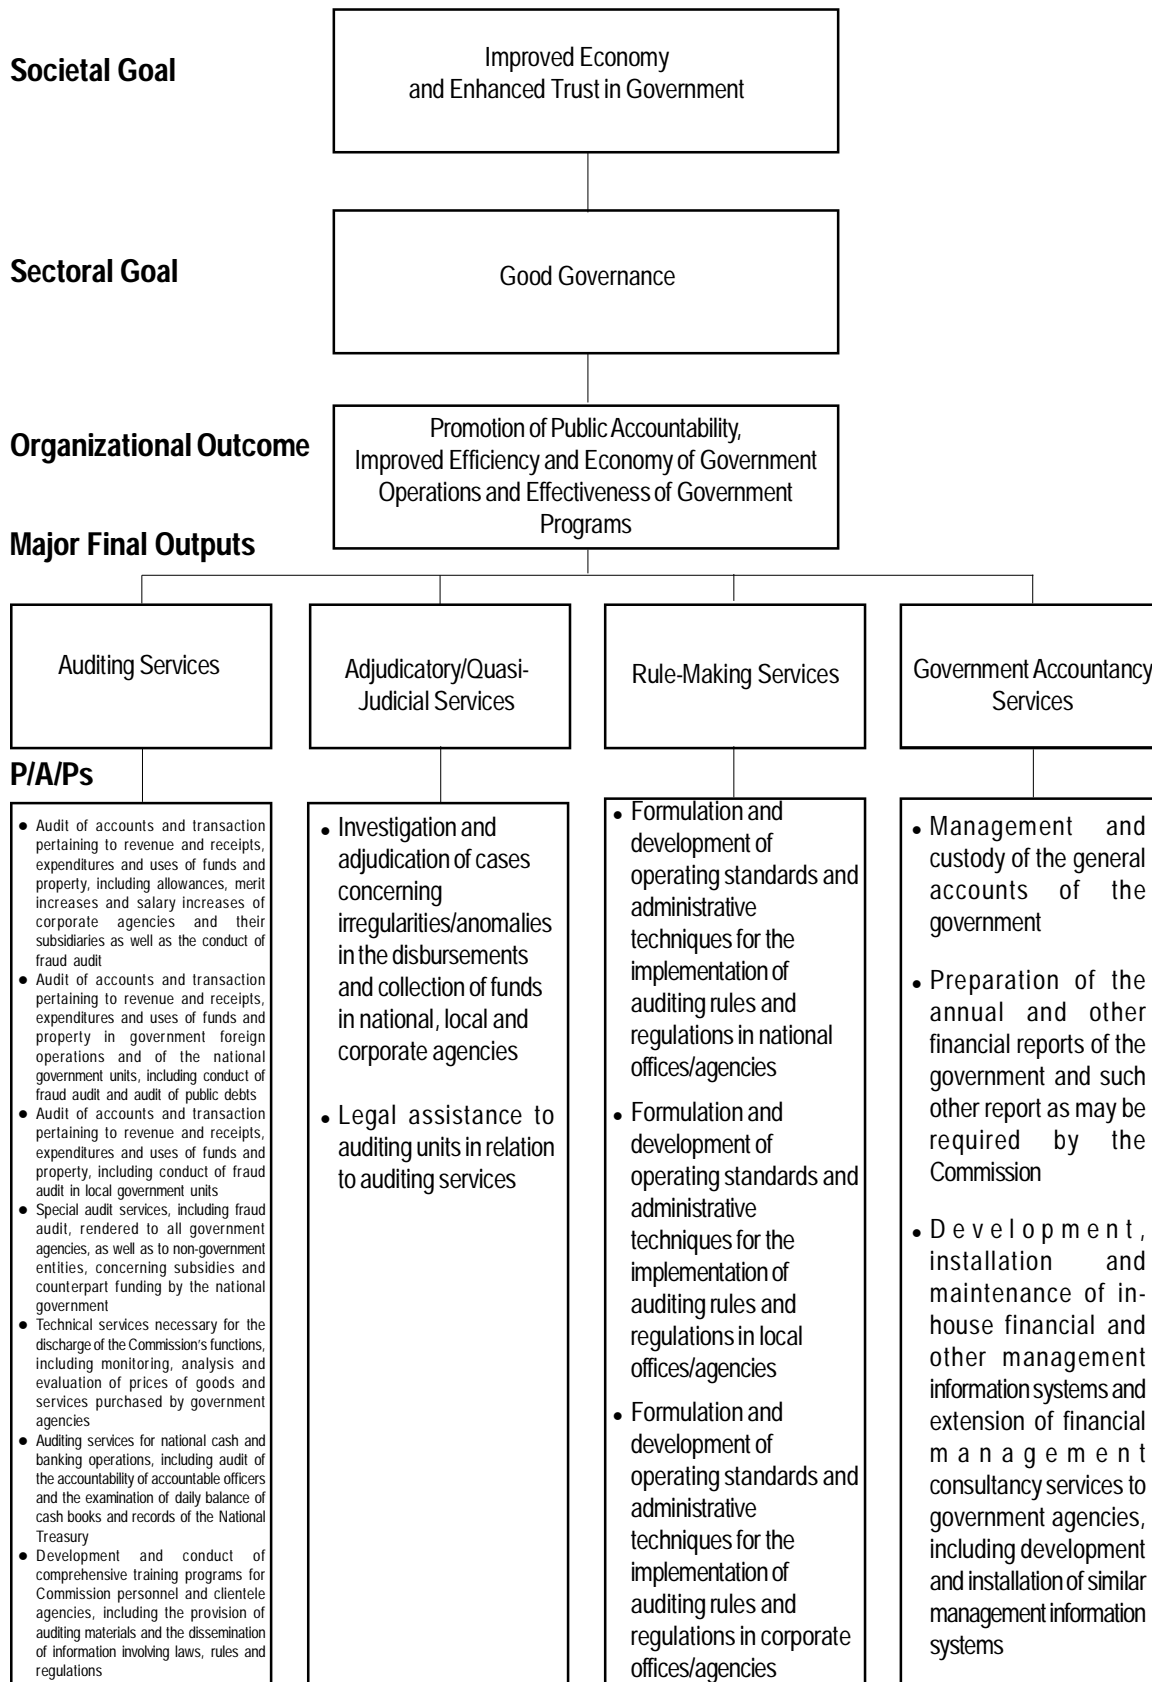 Societal Goal
Improved Economy
and Enhanced Trust in Government
Sectoral Goal
Good Governance
Organizational Outcome
Promotion of Public Accountability,
Improved Efficiency and Economy of Government
Operations and Effectiveness of Government
Programs
Major Final Outputs
Auditing Services
Adjudicatory/Quasi-
Judicial Services
Rule-Making Services
Government Accountancy
Services
P/A/Ps
● Audit of accounts and transaction
pertaining to revenue and receipts,
expenditures and uses of funds and
property, including allowances, merit
increases and salary increases of
corporate agencies and their
subsidiaries as well as the conduct of
fraud audit
● Audit of accounts and transaction
pertaining to revenue and receipts,
expenditures and uses of funds and
property in government foreign
operations and of the national
government units, including conduct of
fraud audit and audit of public debts
● Audit of accounts and transaction
pertaining to revenue and receipts,
expenditures and uses of funds and
property, including conduct of fraud
audit in local government units
● Special audit services, including fraud
audit, rendered to all government
agencies, as well as to non-government
entities, concerning subsidies and
counterpart funding by the national
government
● Technical services necessary for the
discharge of the Commission's functions,
including monitoring, analysis and
evaluation of prices of goods and
services purchased by government
agencies
● Auditing services for national cash and
banking operations, including audit of
the accountability of accountable officers
and the examination of daily balance of
cash books and records of the National
Treasury
● Development and conduct of
comprehensive training programs for
Commission personnel and clientele
agencies, including the provision of
auditing materials and the dissemination
of information involving laws, rules and
regulations
● Investigation and
adjudication of cases
concerning
irregularities/anomalies
in the disbursements
and collection of funds
in national, local and
corporate agencies
● Legal assistance to
auditing units in relation
to auditing services
● Formulation and
development of
operating standards and
administrative
techniques for the
implementation of
auditing rules and
regulations in national
offices/agencies
● Formulation and
development of
operating standards and
administrative
techniques for the
implementation of
auditing rules and
regulations in local
offices/agencies
● Formulation and
development of
operating standards and
administrative
techniques for the
implementation of
auditing rules and
regulations in corporate
offices/agencies
● Management and
custody of the general
accounts of the
government
● Preparation of the
annual and other
financial reports of the
government and such
other report as may be
required by the
Commission
● Development,
installation and
maintenance of in-
house financial and
other management
information systems and
extension of financial
management
consultancy services to
government agencies,
including development
and installation of similar
management information
systems